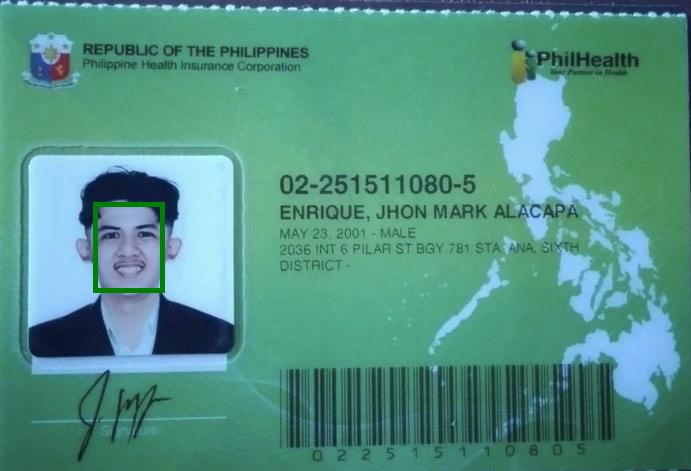 REPUBLIC OF THE PHILIPPINES
Philippine Health Insurance Corporation
PhilHealth
Your Partner in Health
02-251511080-5
ENRIQUE, JHON MARK ALACAPA
MAY 23, 2001 - MALE
2036 INT 6 PILAR ST BGY 781 STA. ANA, SIXTH
DISTRICT -
Signature
022515110805